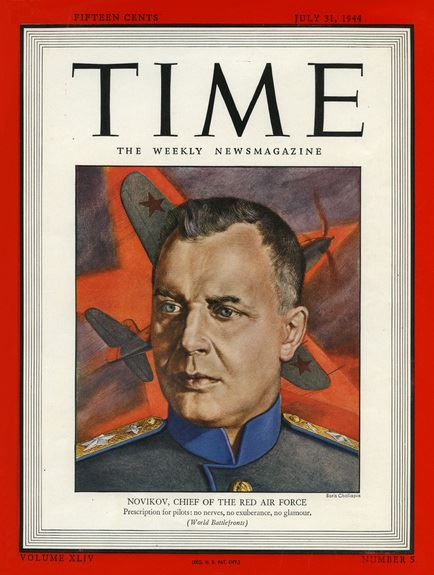 FIFTEEN CENTS JULY 31, 1944
TIME
THE WEEKLY NEWSMAGAZINE
Boris Chaliapin
NOVIKOV, CHIEF OF THE RED AIR FORCE
Prescription for pilots: no nerves, no exuberance, no glamour.
(World Battlefronts)
VOLUME XLIV (REG. U. S. PAT. OFF.) NUMBER 5